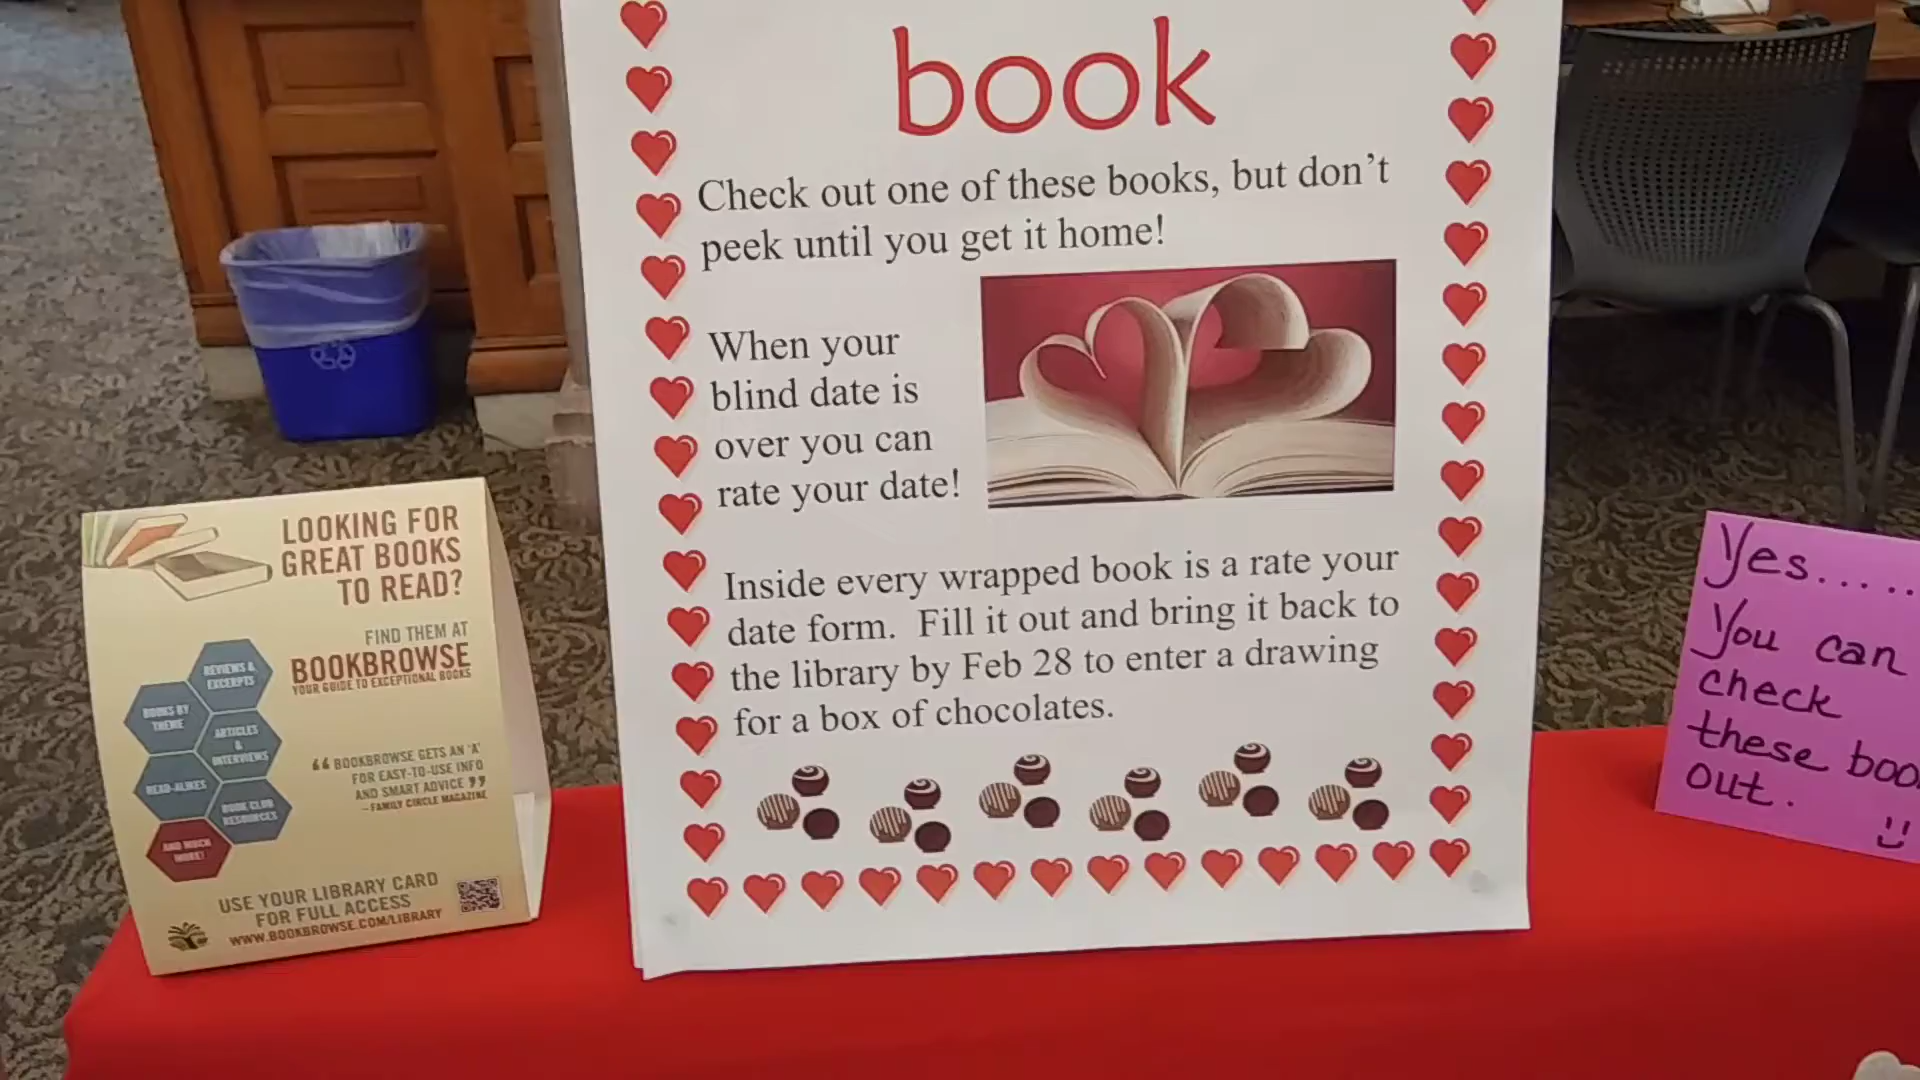 book
Check out one of these books, but don't
peek until you get it home!
When your
blind date is
over you can
rate your date!
Inside every wrapped book is a rate your
date form. Fill it out and bring it back to
the library by Feb 28 to enter a drawing
for a box of chocolates.
LOOKING FOR
GREAT BOOKS
TO READ?
FIND THEM AT
BOOKBROWSE
YOUR GUIDE TO EXCEPTIONAL BOOKS
REVIEWS &
EXCERPTS
BOOKS BY
THEME
ARTICLES
&
INTERVIEWS
READ-ALIKES
BOOK CLUB
RESOURCES
AND MUCH
MORE!
“BOOKBROWSE GETS AN 'A'
FOR EASY-TO-USE INFO
AND SMART ADVICE”
– FAMILY CIRCLE MAGAZINE
USE YOUR LIBRARY CARD
FOR FULL ACCESS
WWW.BOOKBROWSE.COM/LIBRARY
Yes.....
You can
check
these boo
out.